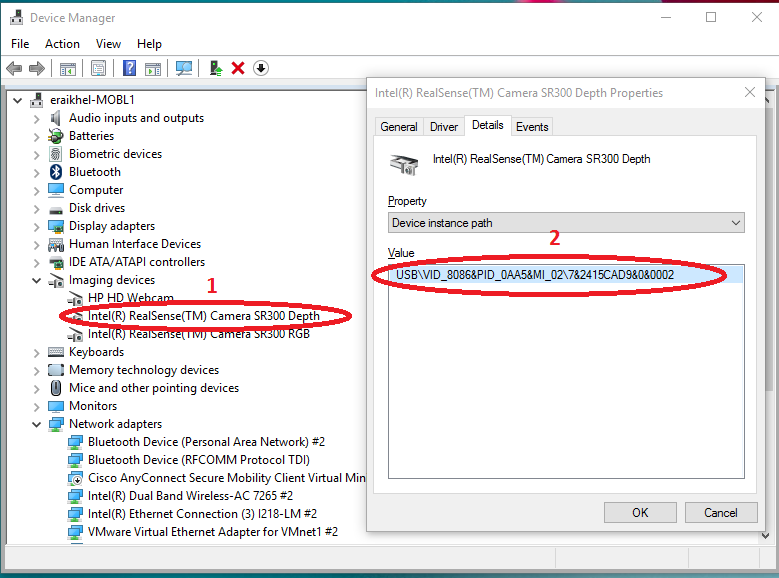 Device Manager
File Action View Help
eraikhel-MOBL1
Audio inputs and outputs
Batteries
Biometric devices
Bluetooth
Computer
Disk drives
Display adapters
Human Interface Devices
IDE ATA/ATAPI controllers
Imaging devices
1
HP HD Webcam
Intel(R) RealSense(TM) Camera SR300 Depth
Intel(R) RealSense(TM) Camera SR300 RGB
Keyboards
Memory technology devices
Mice and other pointing devices
Monitors
Network adapters
Bluetooth Device (Personal Area Network) #2
Bluetooth Device (RFCOMM Protocol TDI)
Cisco AnyConnect Secure Mobility Client Virtual Min
Intel(R) Dual Band Wireless-AC 7265 #2
Intel(R) Ethernet Connection (3) I218-LM #2
VMware Virtual Ethernet Adapter for VMnet1 #2
Intel(R) RealSense(TM) Camera SR300 Depth Properties
General Driver Details Events
Intel(R) RealSense(TM) Camera SR300 Depth
Property
Device instance path
2
Value
USB\VID_8086&PID_0AA5&MI_02\7&2415CAD9&0&0002
OK Cancel